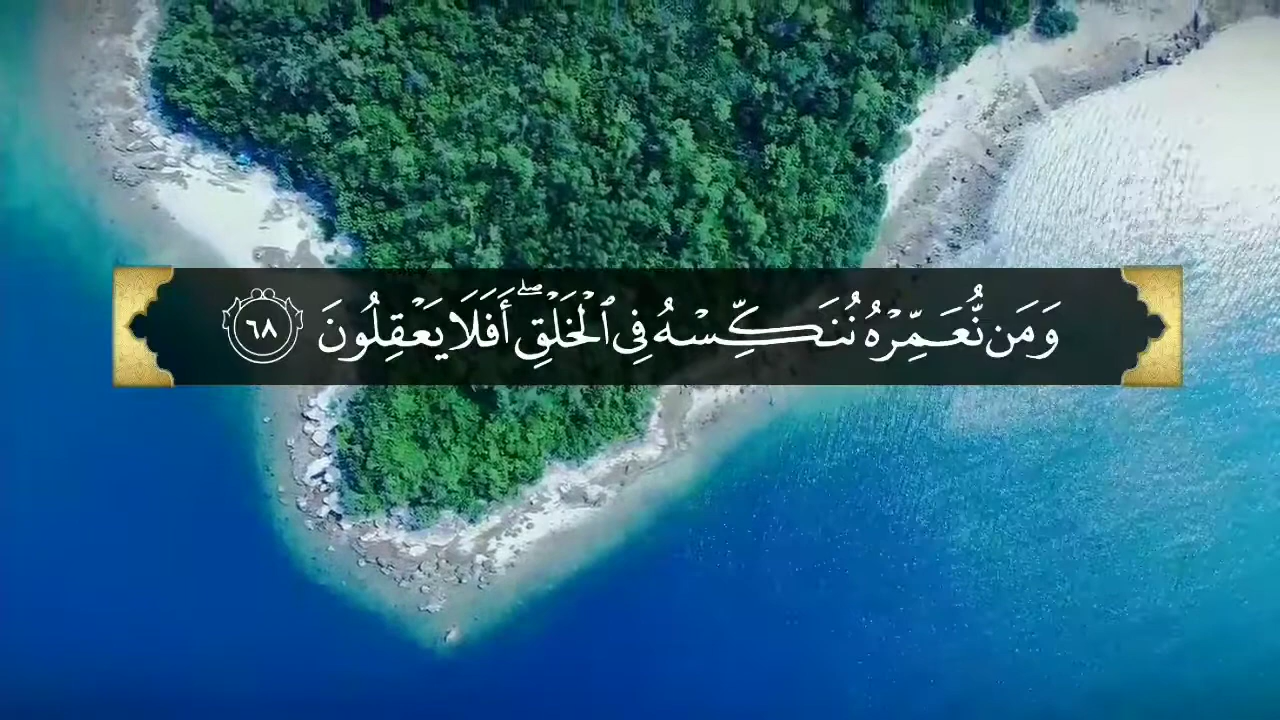 وَمَن نُّعَمِّرۡهُ نُنَكِّسۡهُ فِي ٱلۡخَلۡقِۖ أَفَلَا يَعۡقِلُونَ ٦٨